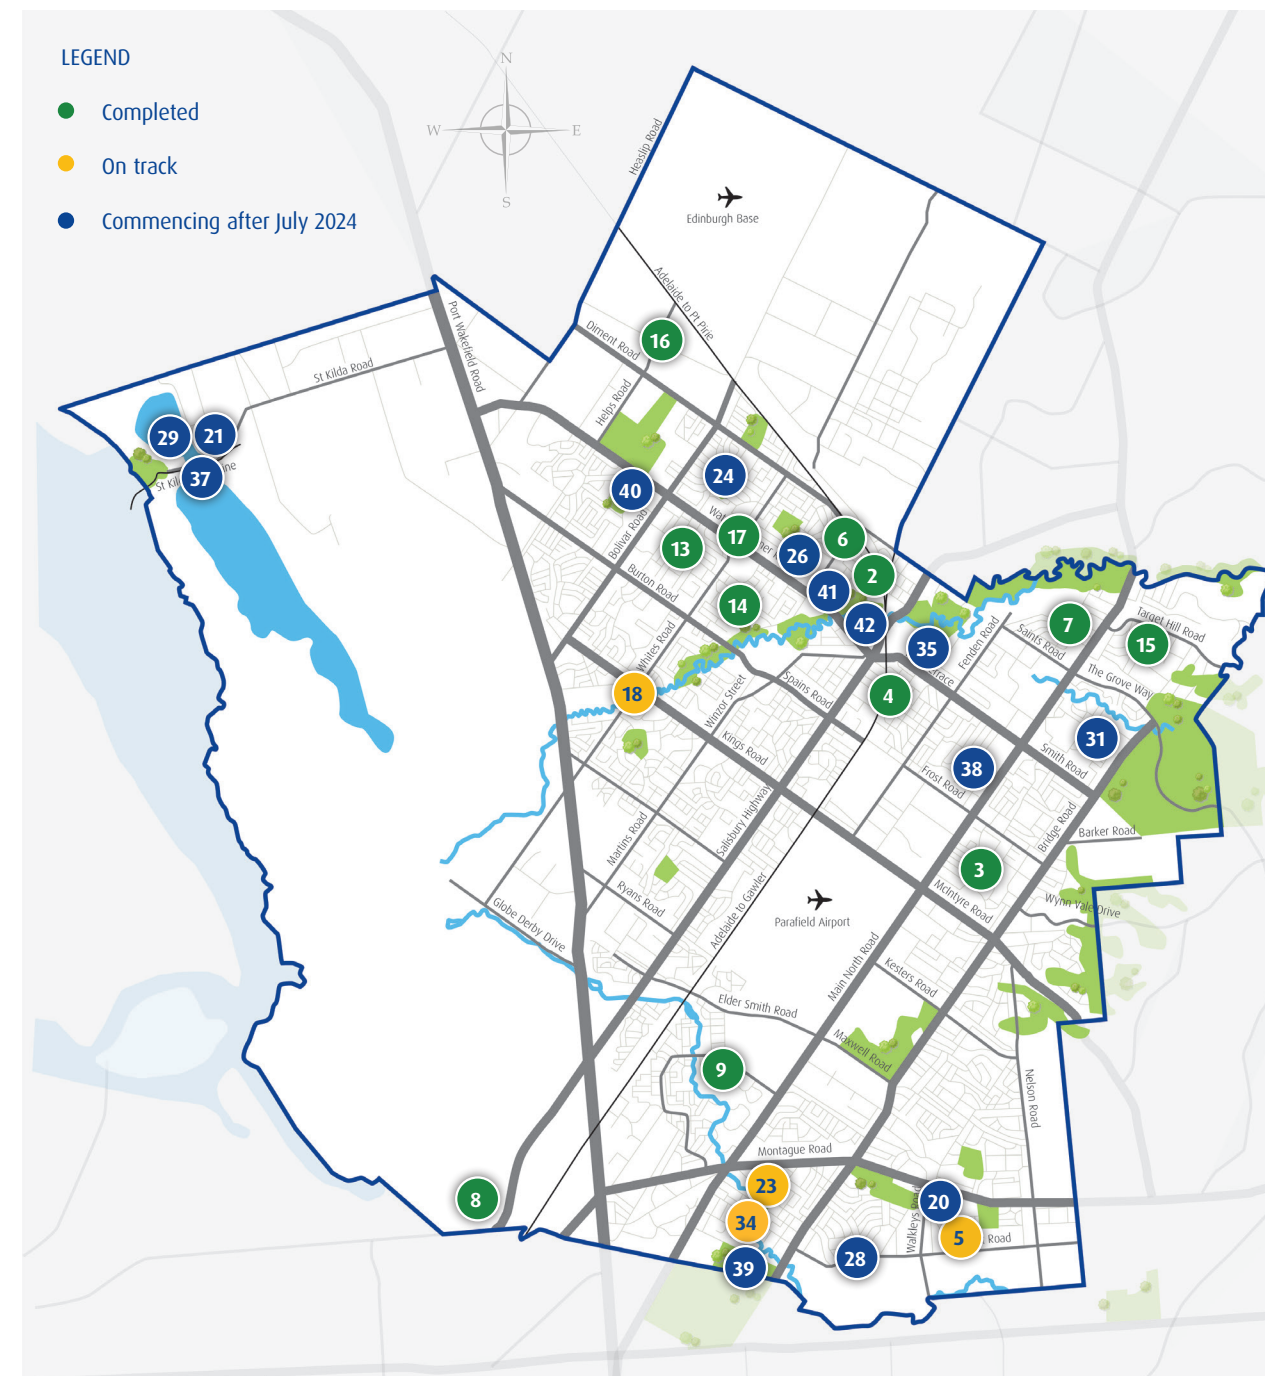 LEGEND
Completed
On track
Commencing after July 2024
N
W
E
S
Heaslip Road
Edinburgh Base
Adelaide to Pt Pirie
Port Wakefield Road
Diment Road
16
St Kilda Road
Helps Road
29
21
37
24
40
Bolivar Road
13
17
6
26
2
Burton Road
41
14
42
7
Target Hill Road
15
Saints Road
Fenden Road
35
The Grove Way
Whites Road
18
Winzor Street
Spains Road
4
31
Kings Road
38
Smith Road
Frost Road
Salisbury Highway
Martins Road
Bridge Road
Barker Road
3
Ryans Road
Adelaide to Gawler
McIntyre Road
Wynn Vale Drive
Globe Derby Drive
Parafield Airport
Main North Road
Kesters Road
Elder Smith Road
Maxwell Road
9
Nelson Road
Montague Road
8
23
20
34
Walkleys Road
5
Road
28
39